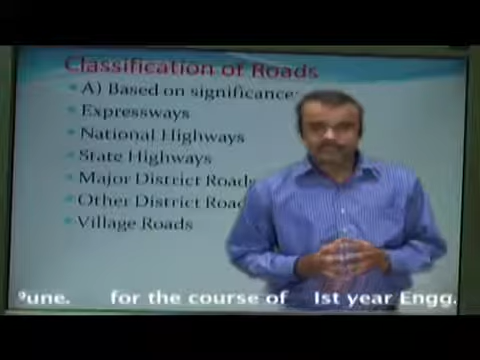 Classification of Roads
A) Based on significance:
Expressways
National Highways
State Highways
Major District Roads
Other District Road
Village Roads
Pune. for the course of Ist year Engg.